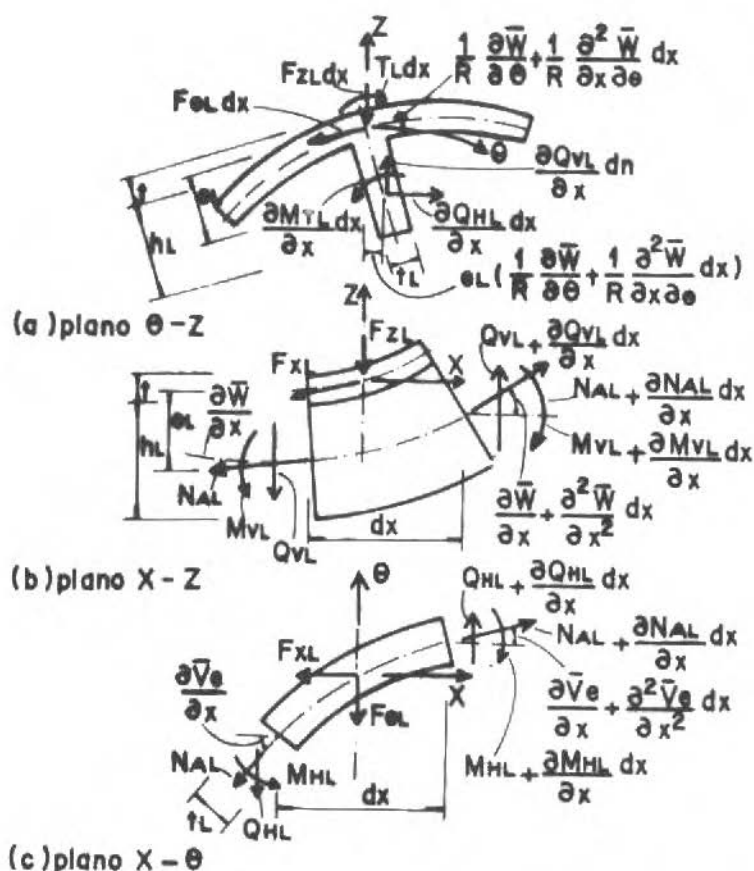 Z
1/R ∂W̄/∂θ + 1/R ∂² W̄/∂x∂θ dx
FZL dx
TL dx
FθL dx
θ
∂QVL/∂x dn
t
eL
hL
∂MTL/∂x dx
∂QHL/∂x dx
tL
eL(1/R ∂W̄/∂θ + 1/R ∂²W̄/∂x∂θ dx)
(a) plano θ-Z
Z
FZL
QVL + ∂QVL/∂x dx
FXL
X
t
eL
hL
∂W̄/∂x
NAL + ∂NAL/∂x dx
MVL + ∂MVL/∂x dx
NAL
MVL
QVL
dx
∂W̄/∂x + ∂²W̄/∂x² dx
(b) plano X-Z
θ
QHL + ∂QHL/∂x dx
FXL
NAL + ∂NAL/∂x dx
X
∂V̄e/∂x
FθL
∂V̄e/∂x + ∂²V̄e/∂x² dx
NAL
MHL
dx
MHL + ∂MHL/∂x dx
tL
QHL
(c) plano X-θ